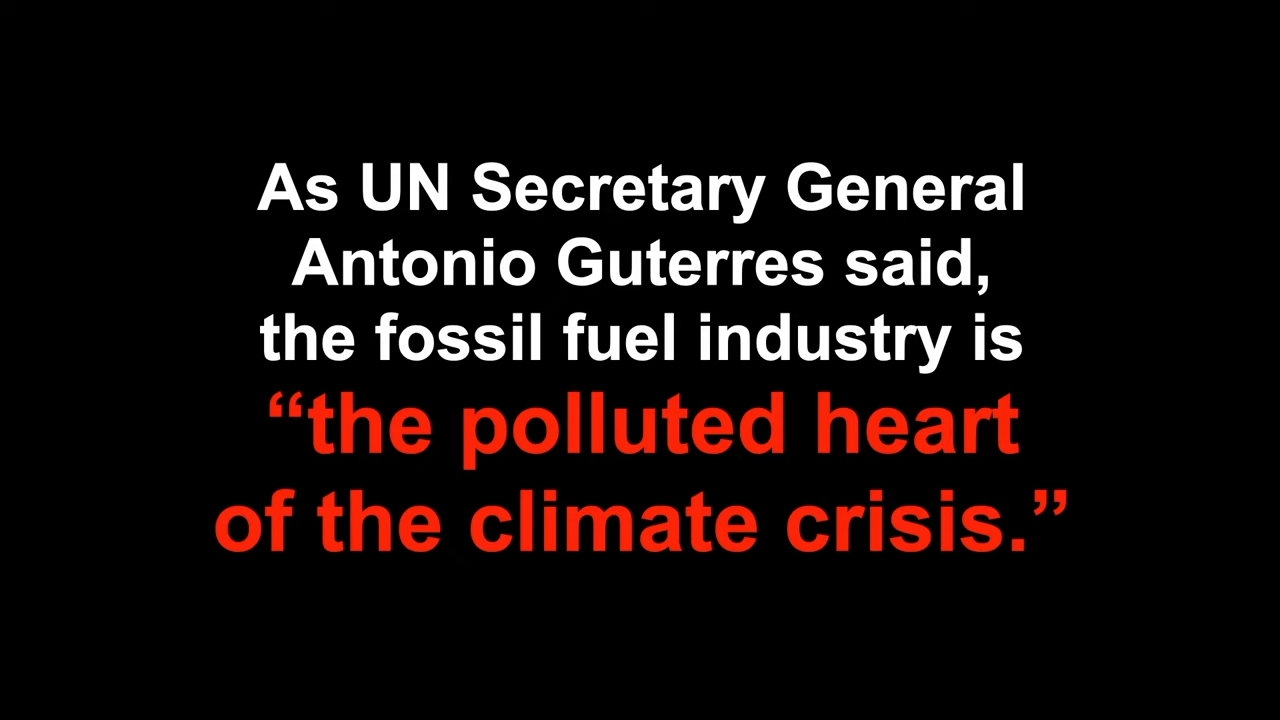 As UN Secretary General
Antonio Guterres said,
the fossil fuel industry is
“the polluted heart
of the climate crisis.”